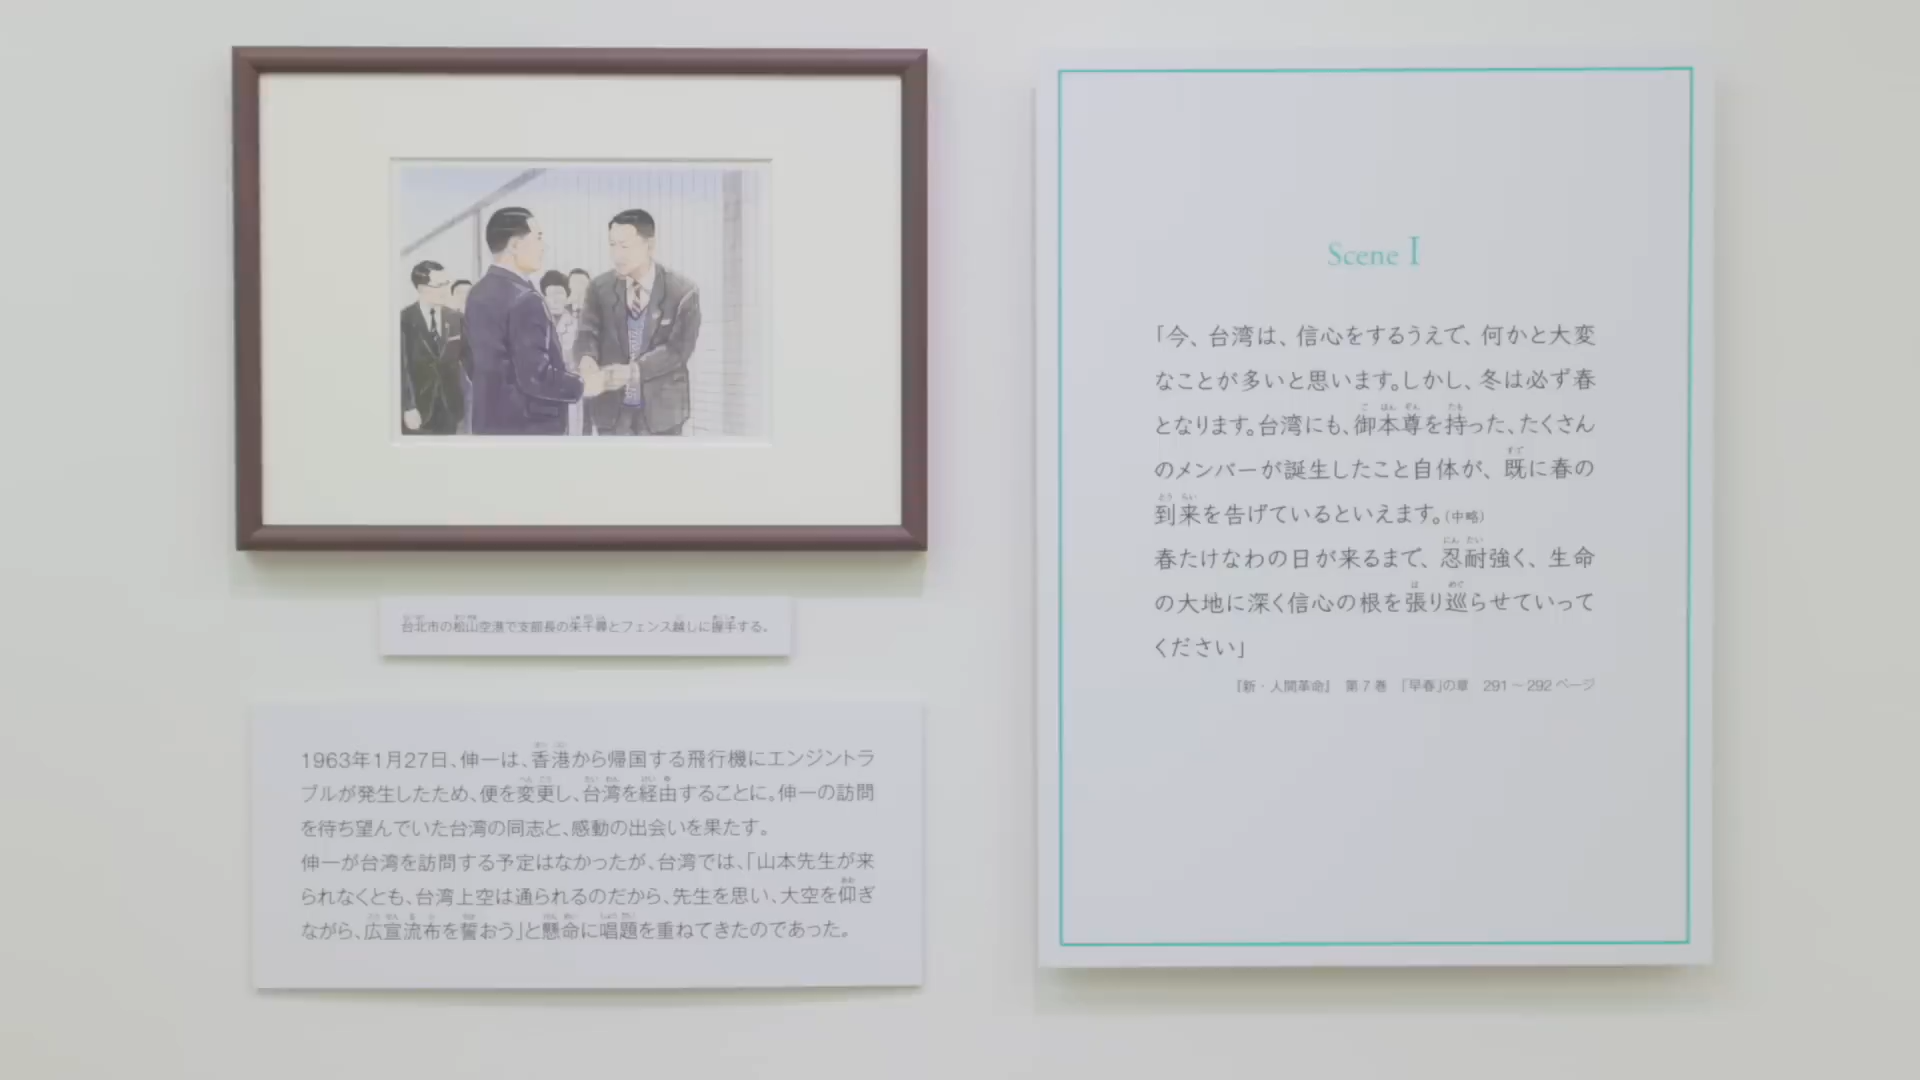 台北市の松山空港で支部長の朱千尋とフェンス越しに握手する。
1963年1月27日、伸一は、香港から帰国する飛行機にエンジントラ
ブルが発生したため、便を変更し、台湾を経由することに。伸一の訪問
を待ち望んでいた台湾の同志と、感動の出会いを果たす。
伸一が台湾を訪問する予定はなかったが、台湾では、「山本先生が来
られなくとも、台湾上空は通られるのだから、先生を思い、大空を仰ぎ
ながら、広宣流布を誓おう」と懸命に唱題を重ねてきたのであった。
Scene I
「今、台湾は、信心をするうえで、何かと大変
なことが多いと思います。しかし、冬は必ず春
となります。台湾にも、御本尊を持った、たくさん
のメンバーが誕生したこと自体が、既に春の
到来を告げているといえます。(中略)
春たけなわの日が来るまで、忍耐強く、生命
の大地に深く信心の根を張り巡らせていって
ください」
『新・人間革命』 第7巻 「早春」の章 291〜292ページ